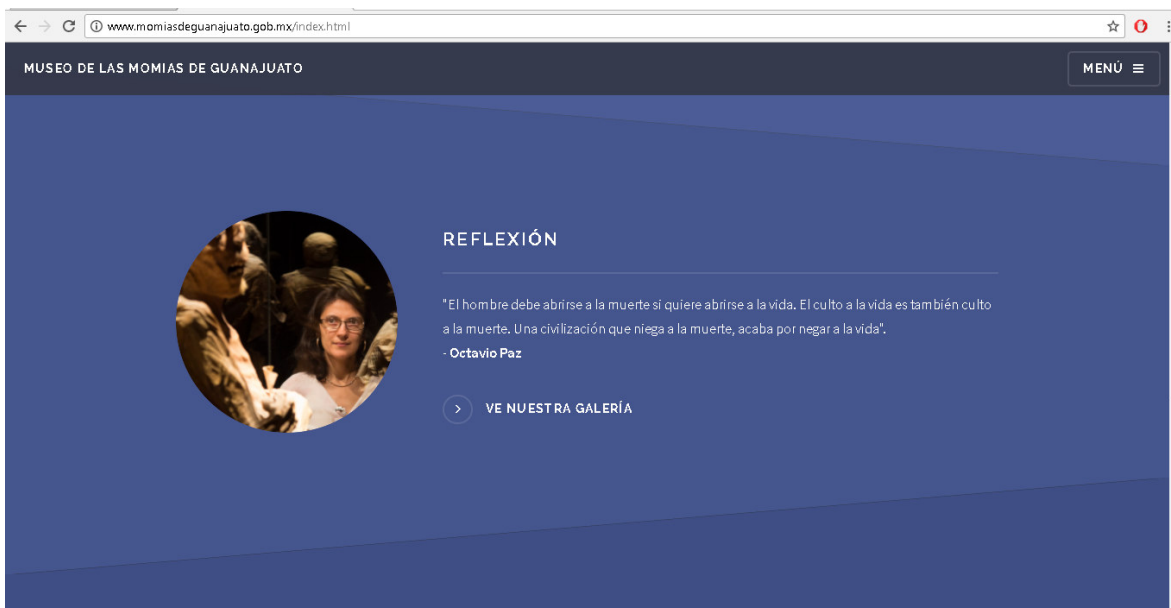 www.momiasdeguanajuato.gob.mx/index.html
MUSEO DE LAS MOMIAS DE GUANAJUATO
MENÚ
REFLEXIÓN
"El hombre debe abrirse a la muerte si quiere abrirse a la vida. El culto a la vida es también culto
a la muerte. Una civilización que niega a la muerte, acaba por negar a la vida".
- Octavio Paz
VE NUESTRA GALERÍA